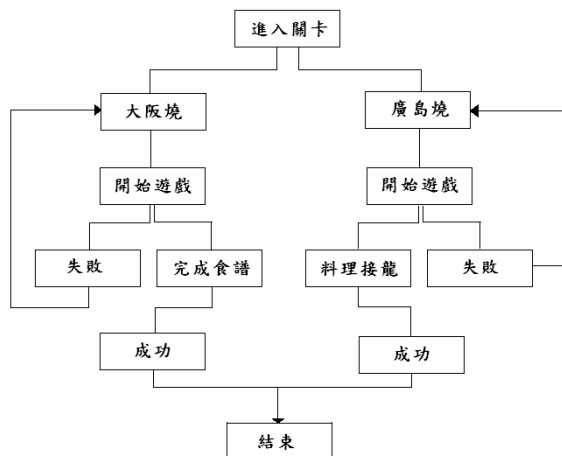 進入關卡
大阪燒
廣島燒
開始遊戲
開始遊戲
失敗
完成食譜
料理接龍
失敗
成功
成功
結束